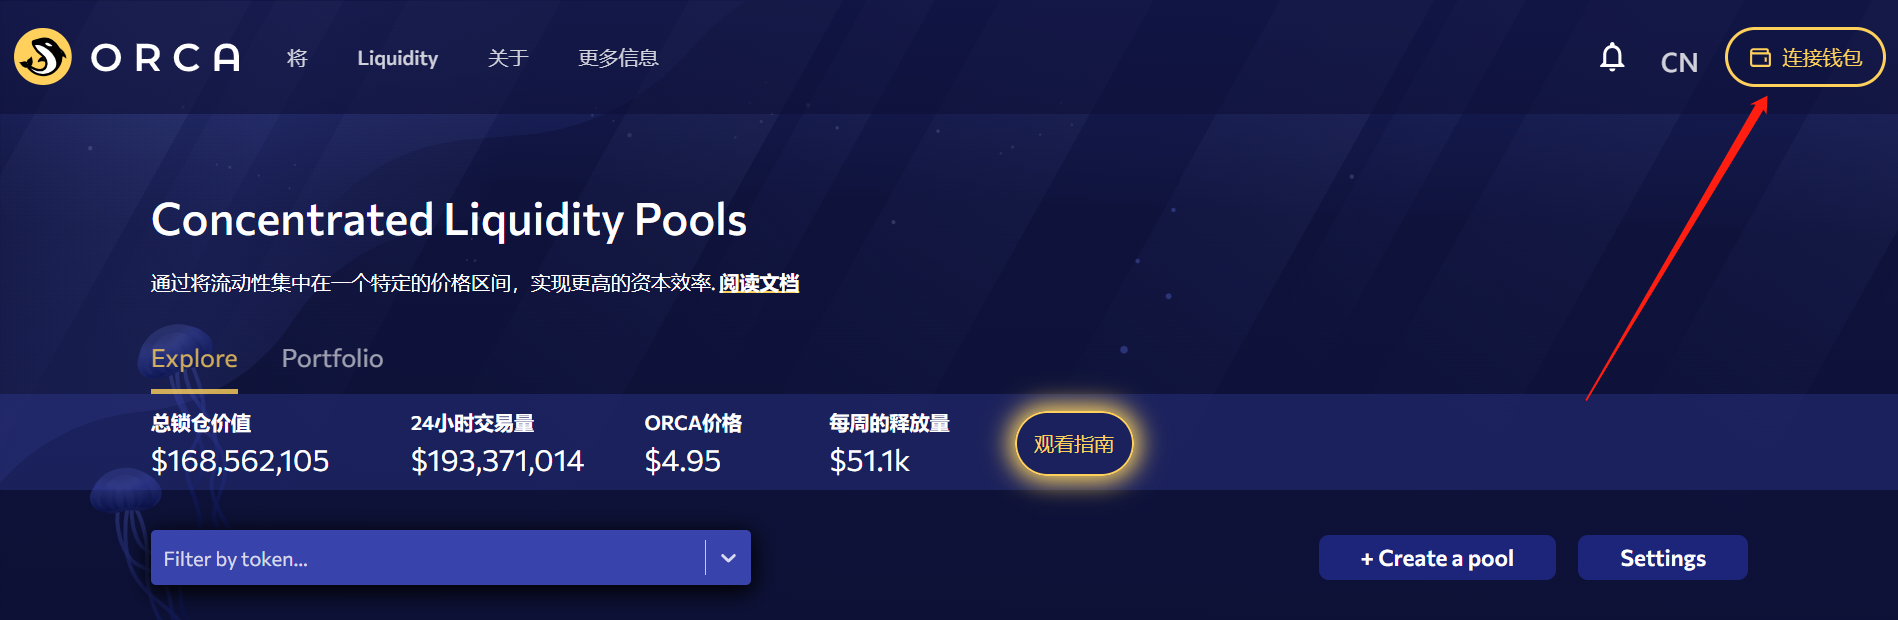 ORCA 将 Liquidity 关于 更多信息 CN 连接钱包
Concentrated Liquidity Pools
通过将流动性集中在一个特定的价格区间，实现更高的资本效率. 阅读文档
Explore Portfolio
总锁仓价值 24小时交易量 ORCA价格 每周的释放量
$168,562,105 $193,371,014 $4.95 $51.1k
观看指南
Filter by token... + Create a pool Settings